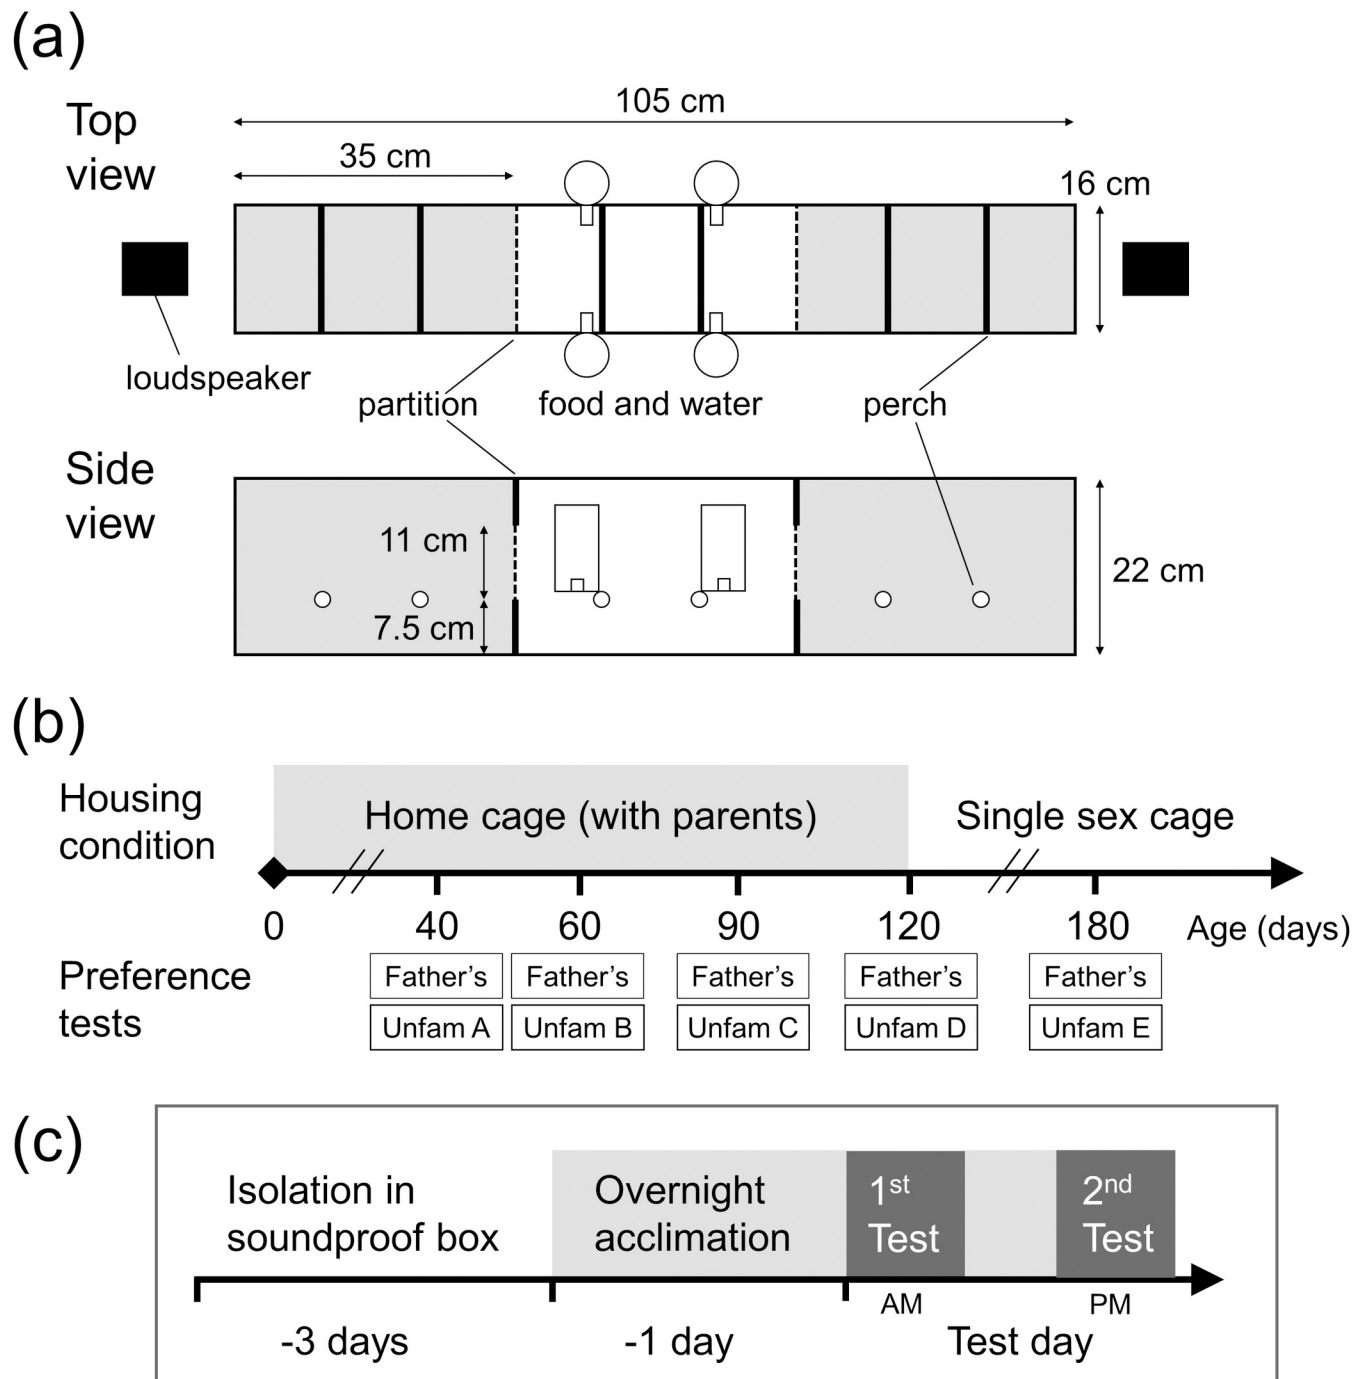 (a)
Top
view
105 cm
35 cm
16 cm
loudspeaker
partition
food and water
perch
Side
view
11 cm
7.5 cm
22 cm
(b)
Housing
condition
Home cage (with parents)
Single sex cage
0
40
60
90
120
180
Age (days)
Preference
tests
Father’s
Father’s
Father’s
Father’s
Father’s
Unfam A
Unfam B
Unfam C
Unfam D
Unfam E
(c)
Isolation in
soundproof box
Overnight
acclimation
1st
Test
2nd
Test
AM
PM
-3 days
-1 day
Test day